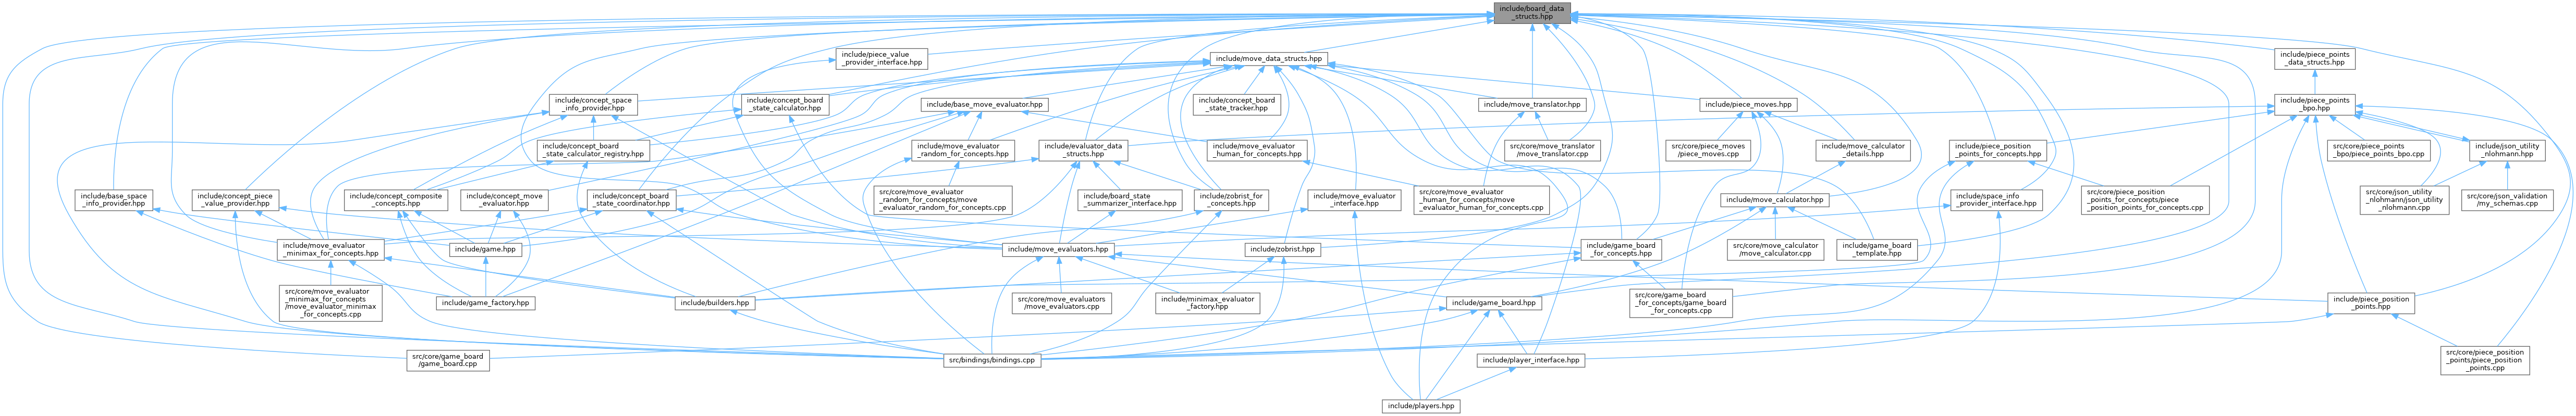 include/board_data
_structs.hpp
include/piece_value
_provider_interface.hpp
include/move_data_structs.hpp
include/piece_points
_data_structs.hpp
include/concept_space
_info_provider.hpp
include/concept_board
_state_calculator.hpp
include/base_move_evaluator.hpp
include/concept_board
_state_tracker.hpp
include/move_translator.hpp
include/piece_moves.hpp
include/piece_points
_bpo.hpp
include/concept_board
_state_calculator_registry.hpp
include/move_evaluator
_random_for_concepts.hpp
include/evaluator_data
_structs.hpp
include/move_evaluator
_human_for_concepts.hpp
src/core/move_translator
/move_translator.cpp
src/core/piece_moves
/piece_moves.cpp
include/move_calculator
_details.hpp
include/piece_position
_points_for_concepts.hpp
src/core/piece_points
_bpo/piece_points_bpo.cpp
include/json_utility
_nlohmann.hpp
include/base_space
_info_provider.hpp
include/concept_piece
_value_provider.hpp
include/concept_composite
_concepts.hpp
include/concept_move
_evaluator.hpp
include/concept_board
_state_coordinator.hpp
src/core/move_evaluator
_random_for_concepts/move
_evaluator_random_for_concepts.cpp
include/board_state
_summarizer_interface.hpp
include/zobrist_for
_concepts.hpp
include/move_evaluator
_interface.hpp
src/core/move_evaluator
_human_for_concepts/move
_evaluator_human_for_concepts.cpp
include/move_calculator.hpp
include/space_info
_provider_interface.hpp
src/core/piece_position
_points_for_concepts/piece
_position_points_for_concepts.cpp
src/core/json_utility
_nlohmann/json_utility
_nlohmann.cpp
src/core/json_validation
/my_schemas.cpp
include/move_evaluator
_minimax_for_concepts.hpp
include/game.hpp
include/move_evaluators.hpp
include/zobrist.hpp
include/game_board
_for_concepts.hpp
src/core/move_calculator
/move_calculator.cpp
include/game_board
_template.hpp
src/core/move_evaluator
_minimax_for_concepts
/move_evaluator_minimax
_for_concepts.cpp
include/game_factory.hpp
include/builders.hpp
src/core/move_evaluators
/move_evaluators.cpp
include/minimax_evaluator
_factory.hpp
include/game_board.hpp
src/core/game_board
_for_concepts/game_board
_for_concepts.cpp
include/piece_position
_points.hpp
src/core/game_board
/game_board.cpp
src/bindings/bindings.cpp
include/player_interface.hpp
src/core/piece_position
_points/piece_position
_points.cpp
include/players.hpp